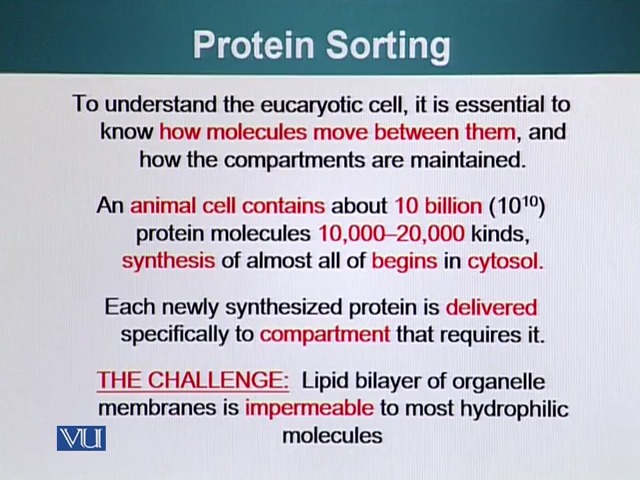 Protein Sorting
To understand the eucaryotic cell, it is essential to
know how molecules move between them, and
how the compartments are maintained.
An animal cell contains about 10 billion (10¹⁰)
protein molecules 10,000–20,000 kinds,
synthesis of almost all of begins in cytosol.
Each newly synthesized protein is delivered
specifically to compartment that requires it.
THE CHALLENGE: Lipid bilayer of organelle
membranes is impermeable to most hydrophilic
molecules
VU